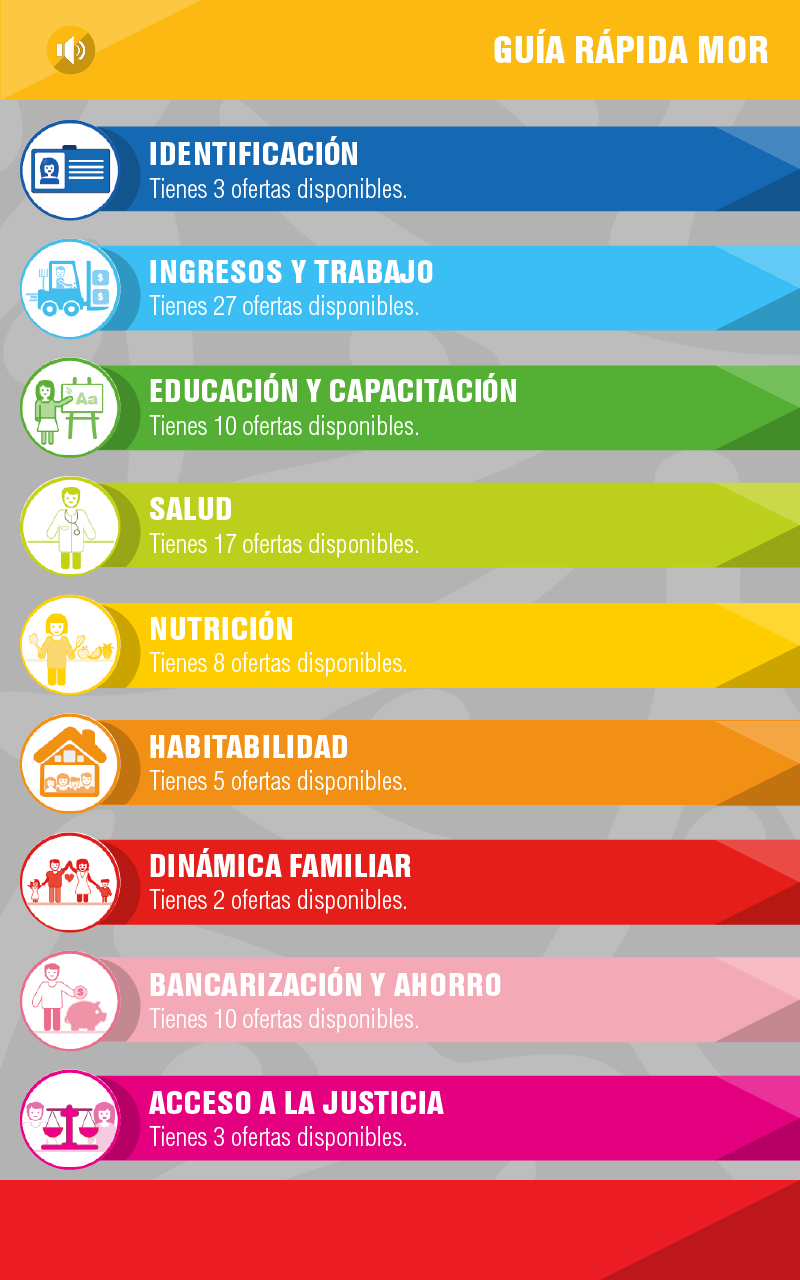 GUÍA RÁPIDA MOR
IDENTIFICACIÓN
Tienes 3 ofertas disponibles.
INGRESOS Y TRABAJO
Tienes 27 ofertas disponibles.
$
$
EDUCACIÓN Y CAPACITACIÓN
Tienes 10 ofertas disponibles.
Aa
SALUD
Tienes 17 ofertas disponibles.
NUTRICIÓN
Tienes 8 ofertas disponibles.
HABITABILIDAD
Tienes 5 ofertas disponibles.
DINÁMICA FAMILIAR
Tienes 2 ofertas disponibles.
BANCARIZACIÓN Y AHORRO
Tienes 10 ofertas disponibles.
$
ACCESO A LA JUSTICIA
Tienes 3 ofertas disponibles.